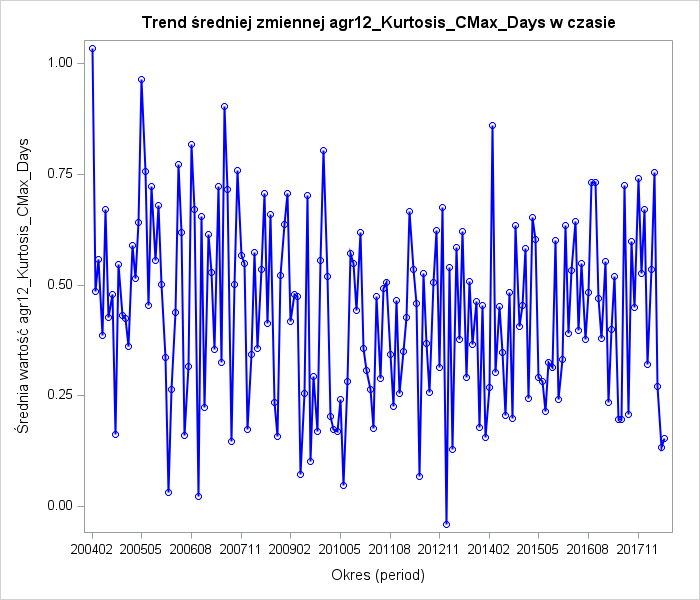 Trend średniej zmiennej agr12_Kurtosis_CMax_Days w czasie
Średnia wartość agr12_Kurtosis_CMax_Days
1.00
0.75
0.50
0.25
0.00
200402 200505 200608 200711 200902 201005 201108 201211 201402 201505 201608 201711
Okres (period)